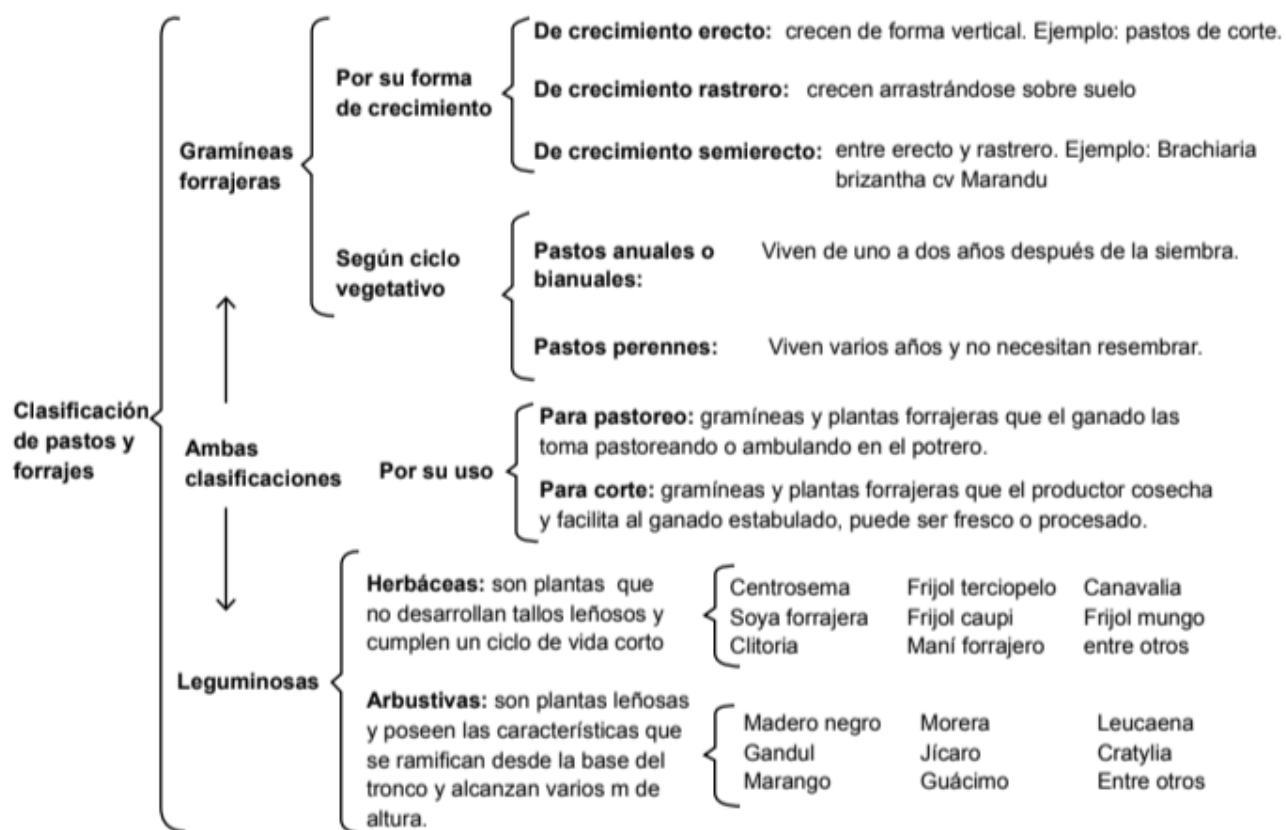 Clasificación
de pastos y
forrajes
Gramíneas
forrajeras
Por su forma
de crecimiento
De crecimiento erecto: crecen de forma vertical. Ejemplo: pastos de corte.
De crecimiento rastrero: crecen arrastrándose sobre suelo
De crecimiento semierecto: entre erecto y rastrero. Ejemplo: Brachiaria
brizantha cv Marandu
Según ciclo
vegetativo
Pastos anuales o
bianuales:
Viven de uno a dos años después de la siembra.
Pastos perennes: Viven varios años y no necesitan resembrar.
Ambas
clasificaciones
Por su uso
Para pastoreo: gramíneas y plantas forrajeras que el ganado las
toma pastoreando o ambulando en el potrero.
Para corte: gramíneas y plantas forrajeras que el productor cosecha
y facilita al ganado estabulado, puede ser fresco o procesado.
Leguminosas
Herbáceas: son plantas que
no desarrollan tallos leñosos y
cumplen un ciclo de vida corto
Centrosema Frijol terciopelo Canavalia
Soya forrajera Frijol caupi Frijol mungo
Clitoria Maní forrajero entre otros
Arbustivas: son plantas leñosas
y poseen las características que
se ramifican desde la base del
tronco y alcanzan varios m de
altura.
Madero negro Morera Leucaena
Gandul Jícaro Cratylia
Marango Guácimo Entre otros